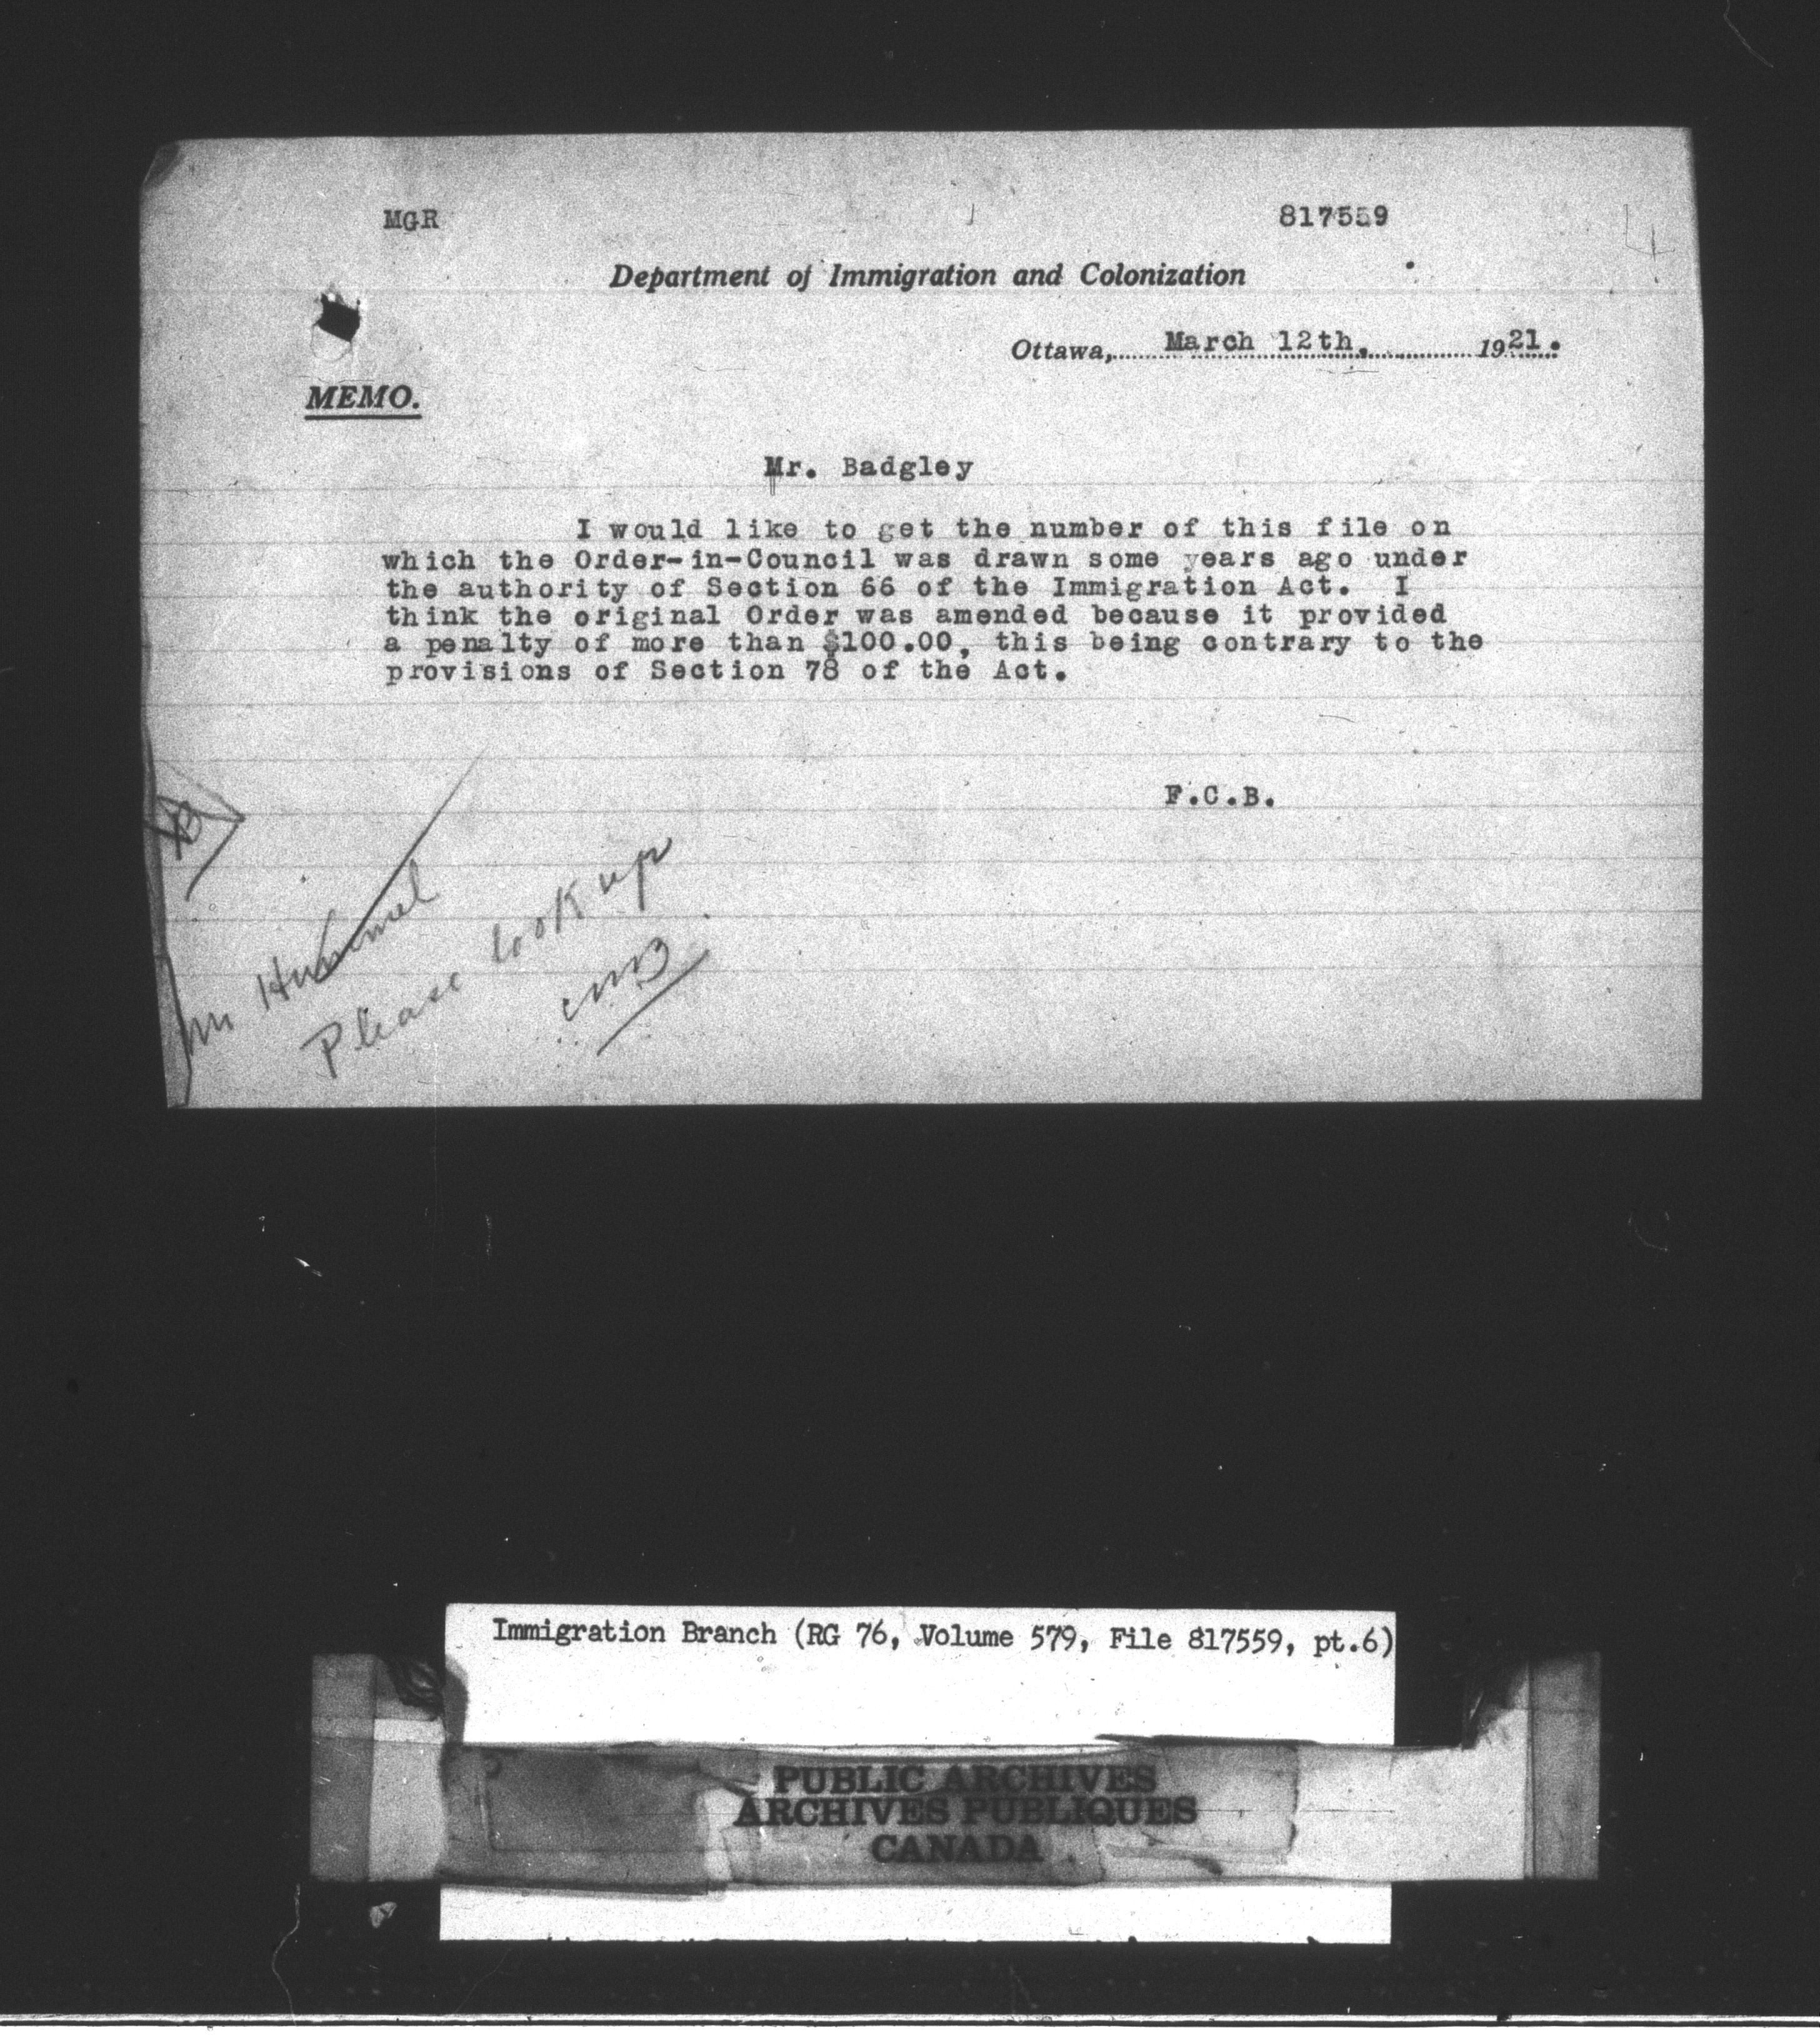 MGR 817559
Department of Immigration and Colonization
Ottawa, March 12th, 1921.
MEMO.
Mr. Badgley
I would like to get the number of this file on
which the Order-in-Council was drawn some years ago under
the authority of Section 66 of the Immigration Act. I
think the original Order was amended because it provided
a penalty of more than $100.00, this being contrary to the
provisions of Section 78 of the Act.
F.C.B.
Mr
Please look up
Immigration Branch (RG 76, Volume 579, File 817559, pt.6)
PUBLIC ARCHIVES
ARCHIVES PUBLIQUES
CANADA